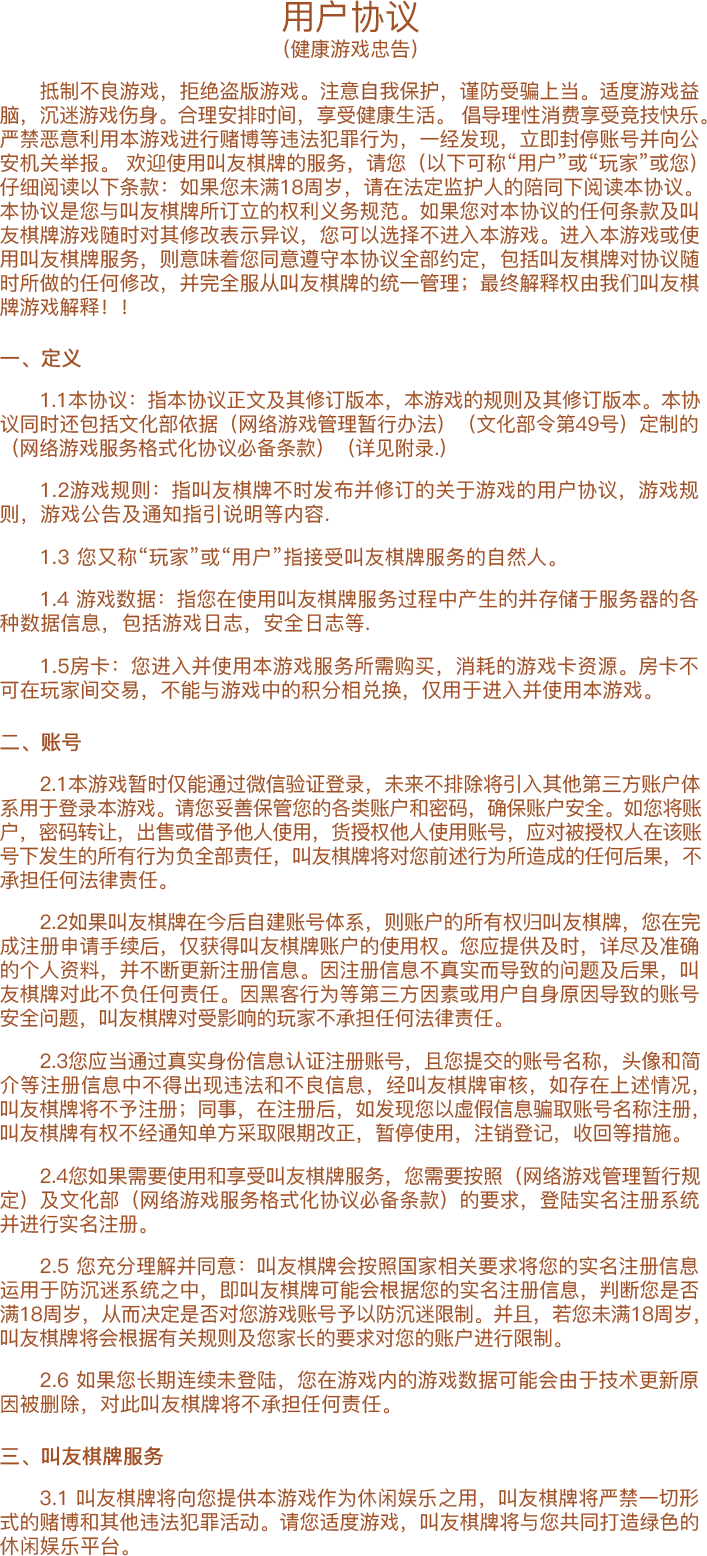 用户协议
（健康游戏忠告）
抵制不良游戏，拒绝盗版游戏。注意自我保护，谨防受骗上当。适度游戏益
脑，沉迷游戏伤身。合理安排时间，享受健康生活。 倡导理性消费享受竞技快乐。
严禁恶意利用本游戏进行赌博等违法犯罪行为，一经发现，立即封停账号并向公
安机关举报。 欢迎使用叫友棋牌的服务，请您（以下可称“用户”或“玩家”或您）
仔细阅读以下条款：如果您未满18周岁，请在法定监护人的陪同下阅读本协议。
本协议是您与叫友棋牌所订立的权利义务规范。如果您对本协议的任何条款及叫
友棋牌游戏随时对其修改表示异议，您可以选择不进入本游戏。进入本游戏或使
用叫友棋牌服务，则意味着您同意遵守本协议全部约定，包括叫友棋牌对协议随
时所做的任何修改，并完全服从叫友棋牌的统一管理；最终解释权由我们叫友棋
牌游戏解释！！
一、定义
1.1本协议：指本协议正文及其修订版本，本游戏的规则及其修订版本。本协
议同时还包括文化部依据（网络游戏管理暂行办法）（文化部令第49号）定制的
（网络游戏服务格式化协议必备条款）（详见附录.）
1.2游戏规则：指叫友棋牌不时发布并修订的关于游戏的用户协议，游戏规
则，游戏公告及通知指引说明等内容.
1.3 您又称“玩家”或“用户”指接受叫友棋牌服务的自然人。
1.4 游戏数据：指您在使用叫友棋牌服务过程中产生的并存储于服务器的各
种数据信息，包括游戏日志，安全日志等.
1.5房卡：您进入并使用本游戏服务所需购买，消耗的游戏卡资源。房卡不
可在玩家间交易，不能与游戏中的积分相兑换，仅用于进入并使用本游戏。
二、账号
2.1本游戏暂时仅能通过微信验证登录，未来不排除将引入其他第三方账户体
系用于登录本游戏。请您妥善保管您的各类账户和密码，确保账户安全。如您将账
户，密码转让，出售或借予他人使用，货授权他人使用账号，应对被授权人在该账
号下发生的所有行为负全部责任，叫友棋牌将对您前述行为所造成的任何后果，不
承担任何法律责任。
2.2如果叫友棋牌在今后自建账号体系，则账户的所有权归叫友棋牌，您在完
成注册申请手续后，仅获得叫友棋牌账户的使用权。您应提供及时，详尽及准确
的个人资料，并不断更新注册信息。因注册信息不真实而导致的问题及后果，叫
友棋牌对此不负任何责任。因黑客行为等第三方因素或用户自身原因导致的账号
安全问题，叫友棋牌对受影响的玩家不承担任何法律责任。
2.3您应当通过真实身份信息认证注册账号，且您提交的账号名称，头像和简
介等注册信息中不得出现违法和不良信息，经叫友棋牌审核，如存在上述情况，
叫友棋牌将不予注册；同事，在注册后，如发现您以虚假信息骗取账号名称注册，
叫友棋牌有权不经通知单方采取限期改正，暂停使用，注销登记，收回等措施。
2.4您如果需要使用和享受叫友棋牌服务，您需要按照（网络游戏管理暂行规
定）及文化部（网络游戏服务格式化协议必备条款）的要求，登陆实名注册系统
并进行实名注册。
2.5 您充分理解并同意：叫友棋牌会按照国家相关要求将您的实名注册信息
运用于防沉迷系统之中，即叫友棋牌可能会根据您的实名注册信息，判断您是否
满18周岁，从而决定是否对您游戏账号予以防沉迷限制。并且，若您未满18周岁，
叫友棋牌将会根据有关规则及您家长的要求对您的账户进行限制。
2.6 如果您长期连续未登陆，您在游戏内的游戏数据可能会由于技术更新原
因被删除，对此叫友棋牌将不承担任何责任。
三、叫友棋牌服务
3.1 叫友棋牌将向您提供本游戏作为休闲娱乐之用，叫友棋牌将严禁一切形
式的赌博和其他违法犯罪活动。请您适度游戏，叫友棋牌将与您共同打造绿色的
休闲娱乐平台。